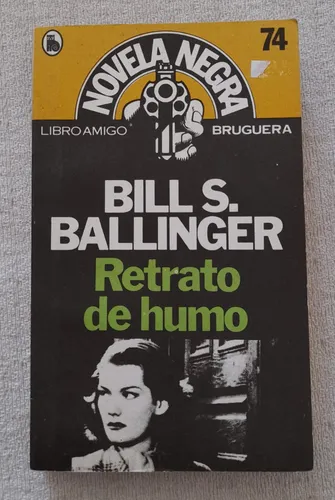 74
NOVELA NEGRA
LIBRO AMIGO BRUGUERA
BILL S.
BALLINGER
Retrato
de humo